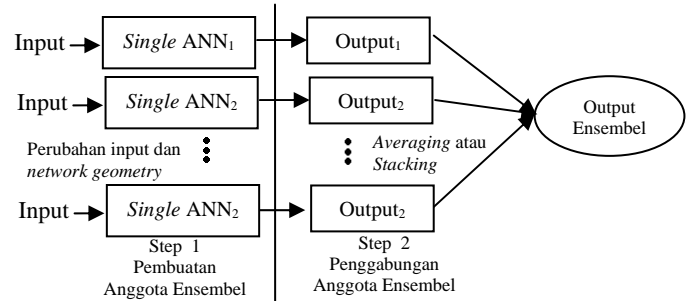 Input Single ANN₁ Output₁
Input Single ANN₂ Output₂
Output
Ensembel
Perubahan input dan
network geometry
Averaging atau
Stacking
Input Single ANN₂ Output₂
Step 1
Pembuatan
Anggota Ensembel
Step 2
Penggabungan
Anggota Ensembel